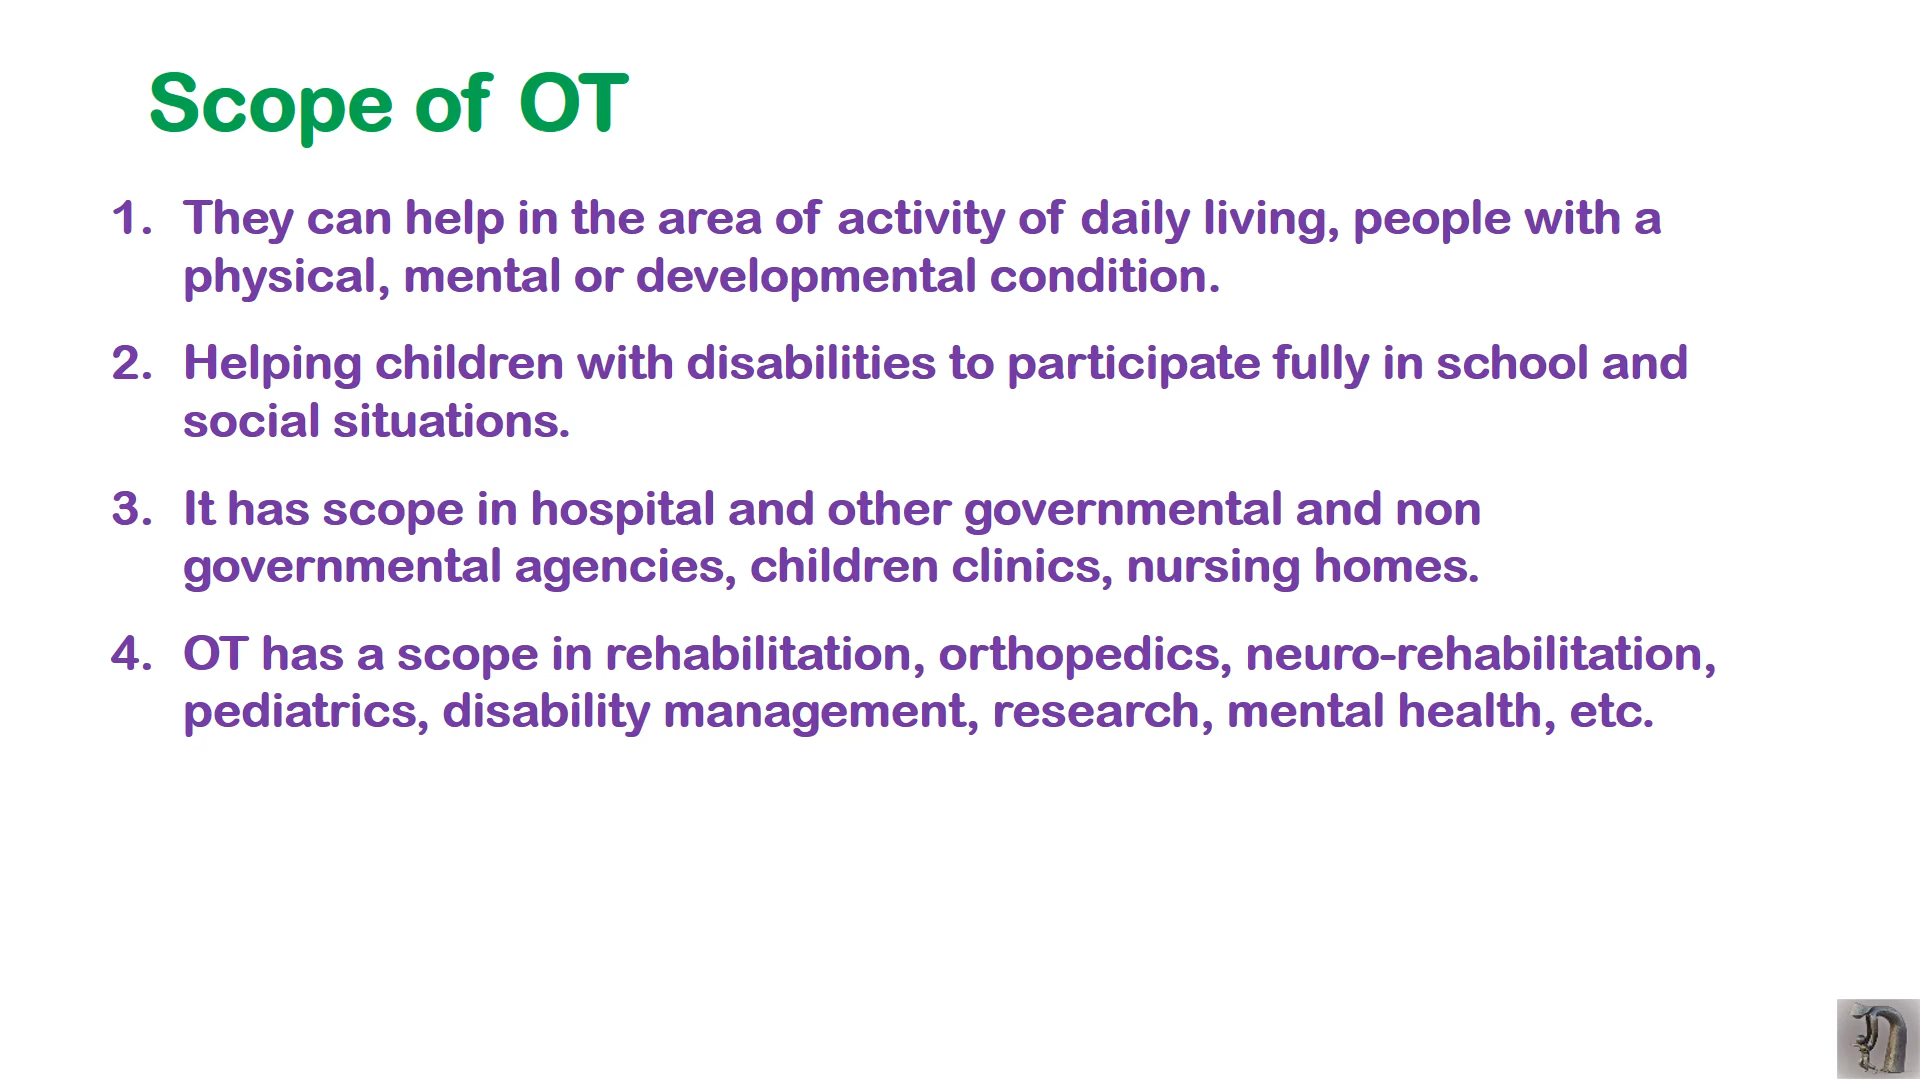 Scope of OT
1. They can help in the area of activity of daily living, people with a
physical, mental or developmental condition.
2. Helping children with disabilities to participate fully in school and
social situations.
3. It has scope in hospital and other governmental and non
governmental agencies, children clinics, nursing homes.
4. OT has a scope in rehabilitation, orthopedics, neuro-rehabilitation,
pediatrics, disability management, research, mental health, etc.